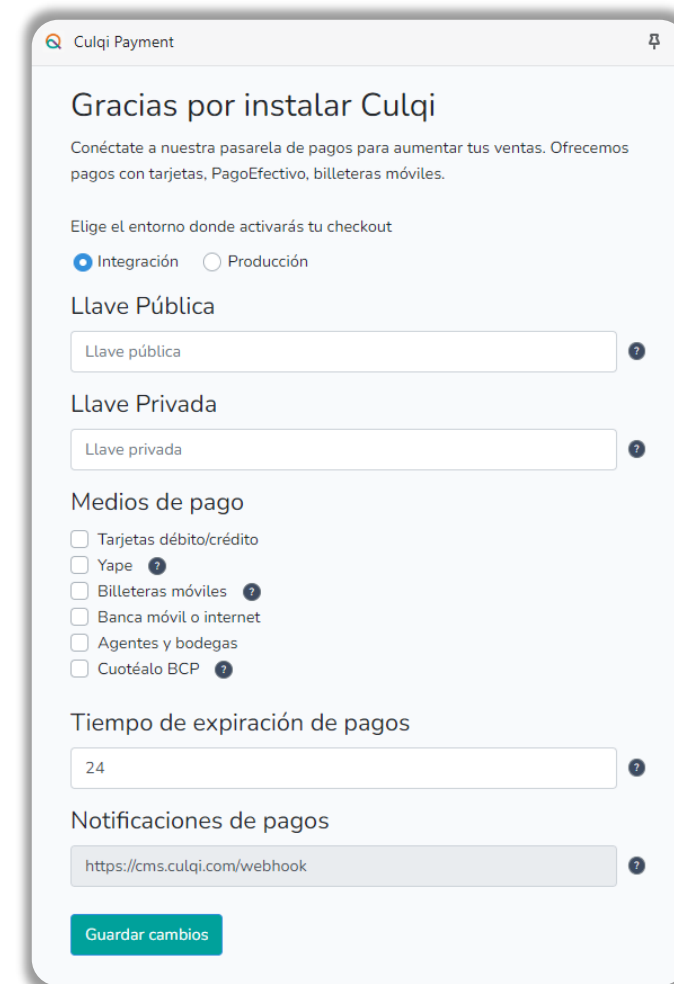 Culqi Payment
Gracias por instalar Culqi
Conéctate a nuestra pasarela de pagos para aumentar tus ventas. Ofrecemos
pagos con tarjetas, PagoEfectivo, billeteras móviles.
Elige el entorno donde activarás tu checkout
Integración Producción
Llave Pública
Llave pública ?
Llave Privada
Llave privada ?
Medios de pago
Tarjetas débito/crédito
Yape ?
Billeteras móviles ?
Banca móvil o internet
Agentes y bodegas
Cuotéalo BCP ?
Tiempo de expiración de pagos
24 ?
Notificaciones de pagos
https://cms.culqi.com/webhook ?
Guardar cambios